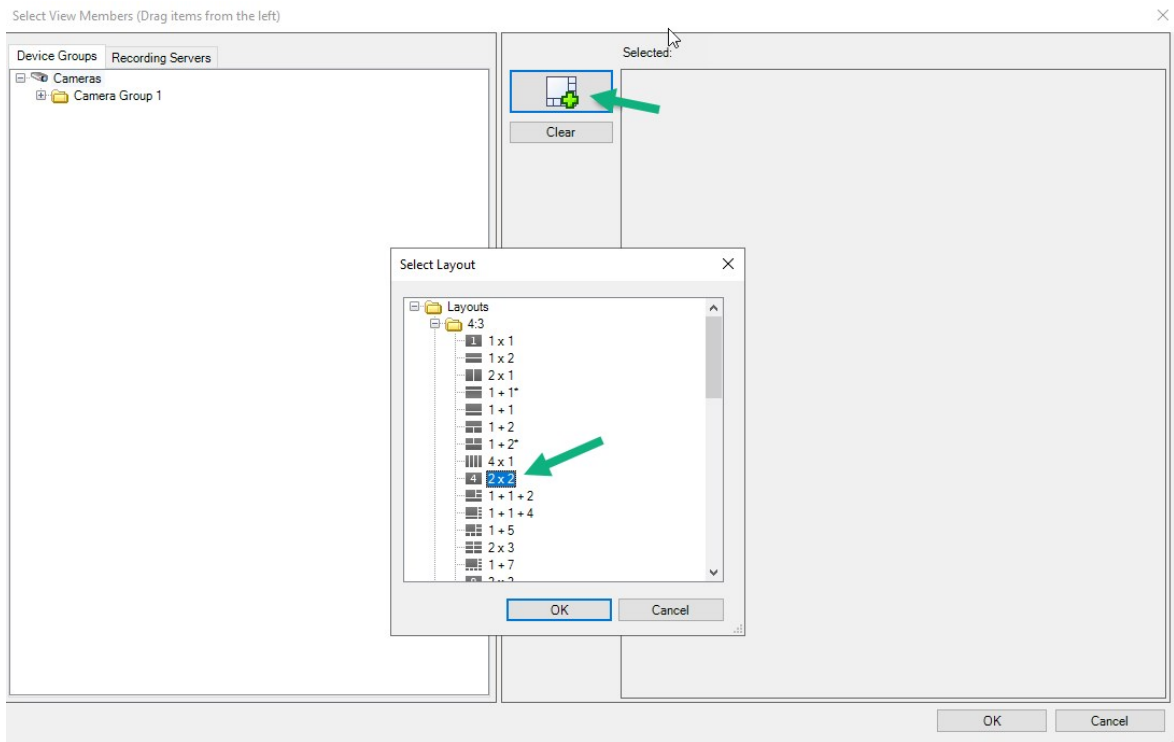 Select View Members (Drag items from the left)
Device Groups
Recording Servers
Selected:
Cameras
Camera Group 1
Clear
Select Layout
Layouts
4:3
1 1 x 1
1 x 2
2 x 1
1 + 1*
1 + 1
1 + 2
1 + 2*
4 x 1
4 2 x 2
1 + 1 + 2
1 + 1 + 4
1 + 5
2 x 3
1 + 7
OK
Cancel
OK
Cancel